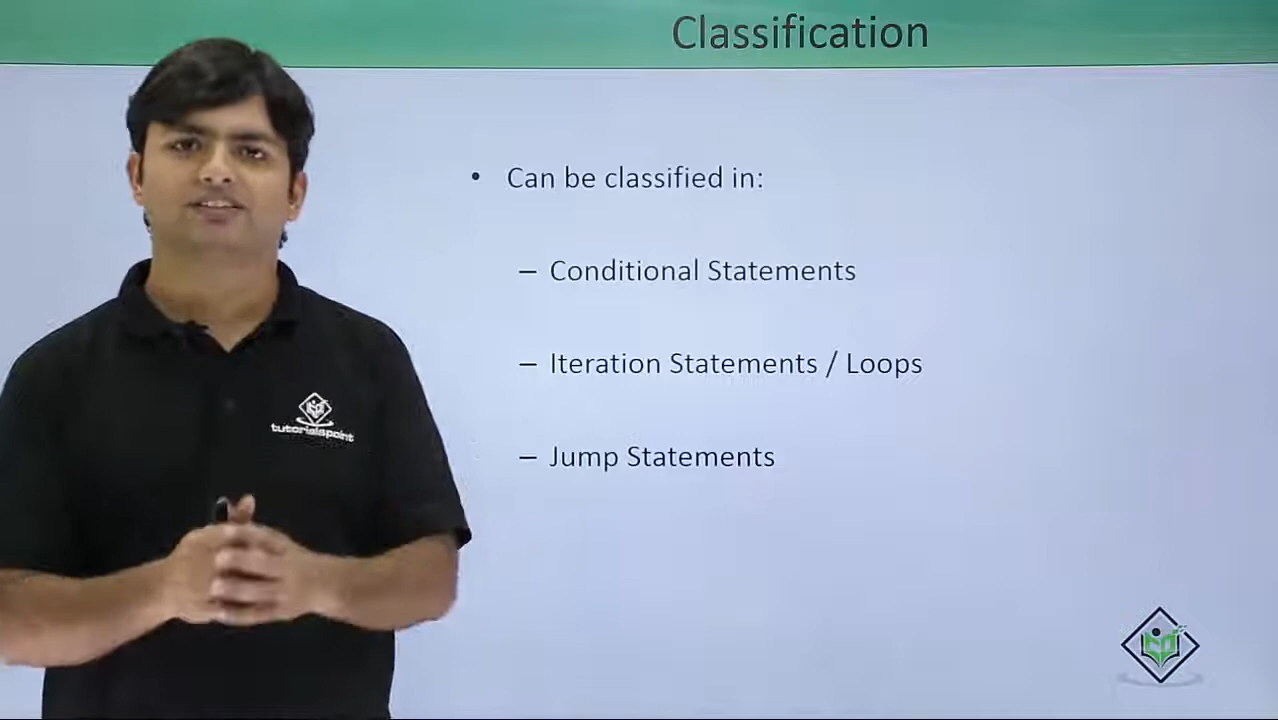 Classification
• Can be classified in:
– Conditional Statements
– Iteration Statements / Loops
– Jump Statements
tutorialspoint